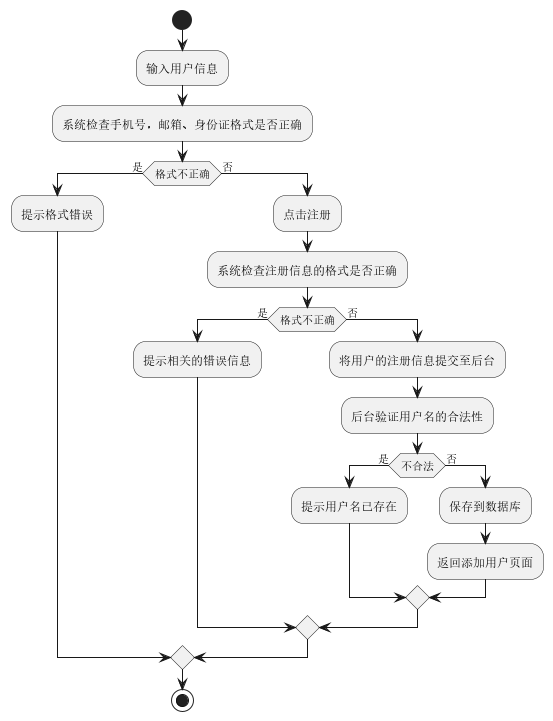 输入用户信息
系统检查手机号，邮箱、身份证格式是否正确
是
格式不正确
否
提示格式错误
点击注册
系统检查注册信息的格式是否正确
是
格式不正确
否
提示相关的错误信息
将用户的注册信息提交至后台
后台验证用户名的合法性
是
不合法
否
提示用户名已存在
保存到数据库
返回添加用户页面